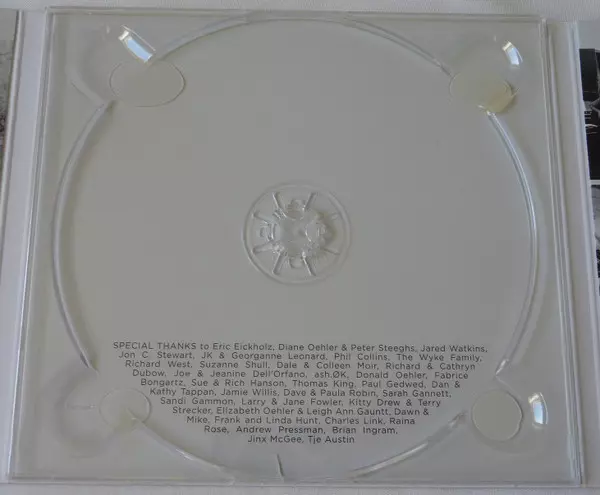 SPECIAL THANKS to Eric Eickholz, Diane Oehler & Peter Steeghs, Jared Watkins,
Jon C. Stewart, JK & Georganne Leonard, Phil Collins, The Wyke Family,
Richard West, Suzanne Shull, Dale & Colleen Moir, Richard & Cathryn
Dubow, Joe & Jeanine Dell'Orfano, ash.ØK, Donald Oehler, Fabrice
Bongartz, Sue & Rich Hanson, Thomas King, Paul Gedwed, Dan &
Kathy Tappan, Jamie Willis, Dave & Paula Robin, Sarah Gannett,
Sandi Gammon, Larry & Jane Fowler, Kitty Drew & Terry
Strecker, Elizabeth Oehler & Leigh Ann Gauntt, Dawn &
Mike, Frank and Linda Hunt, Charles Link, Raina
Rose, Andrew Pressman, Brian Ingram,
Jinx McGee, Tje Austin